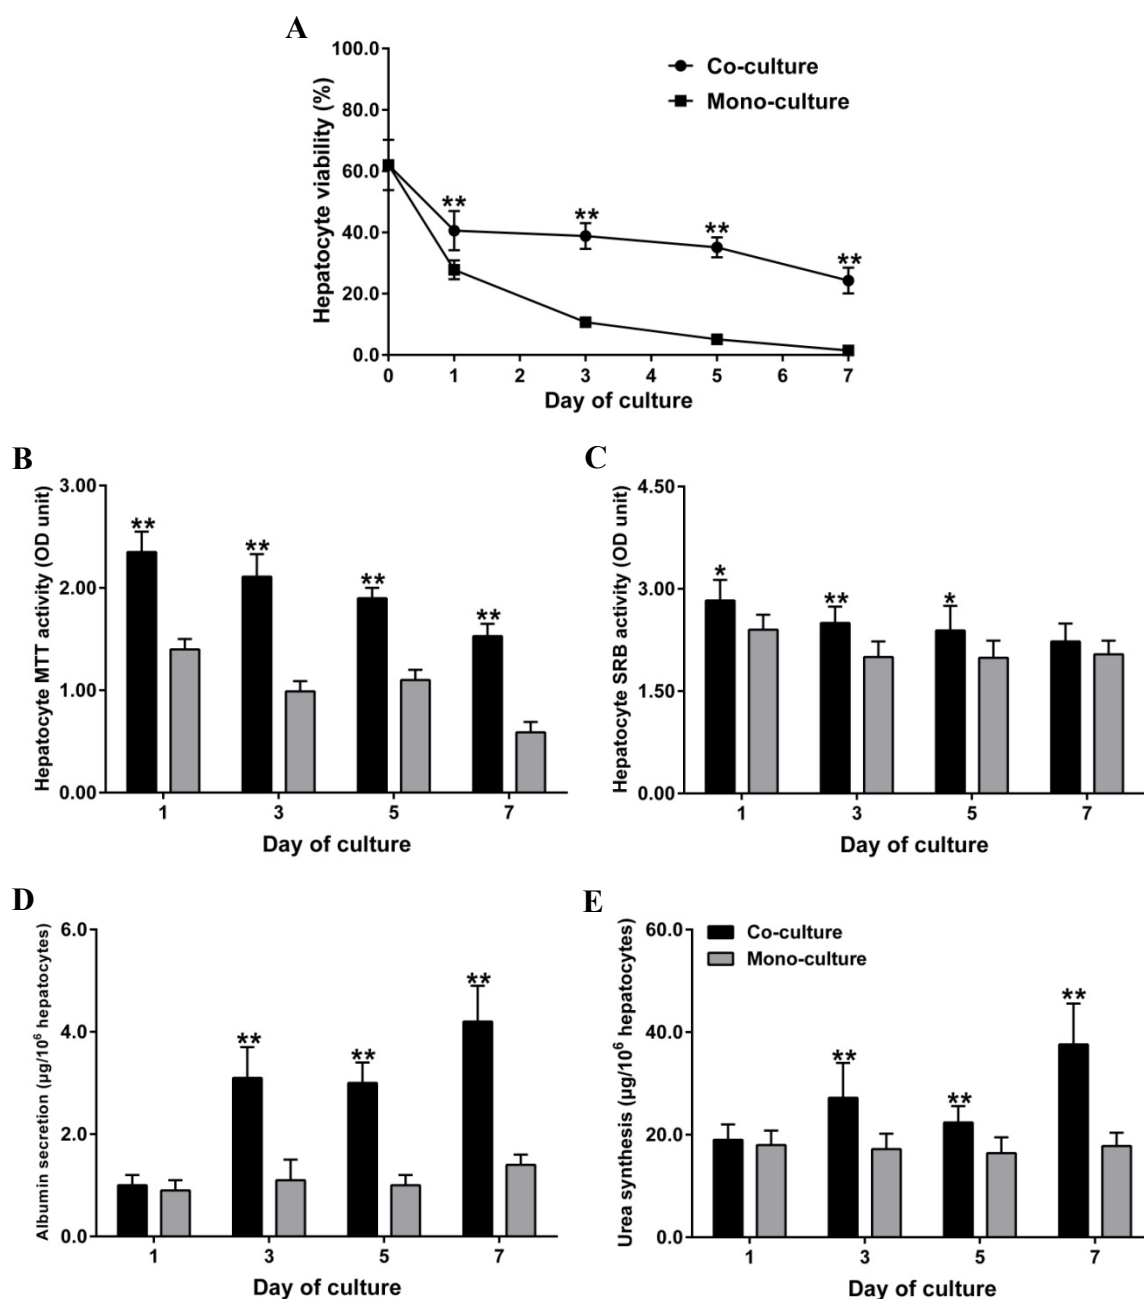 A
Hepatocyte viability (%)
100.0
80.0
60.0
40.0
20.0
0.0
Co-culture
Mono-culture
**
**
**
**
0 1 2 3 4 5 6 7
Day of culture
B
Hepatocyte MTT activity (OD unit)
3.00
2.00
1.00
0.00
**
**
**
**
1 3 5 7
Day of culture
C
Hepatocyte SRB activity (OD unit)
4.50
3.00
1.50
0.00
*
**
*
1 3 5 7
Day of culture
D
Albumin secretion (μg/10⁶ hepatocytes)
6.0
4.0
2.0
0.0
**
**
**
1 3 5 7
Day of culture
E
Urea synthesis (μg/10⁶ hepatocytes)
60.0
40.0
20.0
0.0
Co-culture
Mono-culture
**
**
**
1 3 5 7
Day of culture